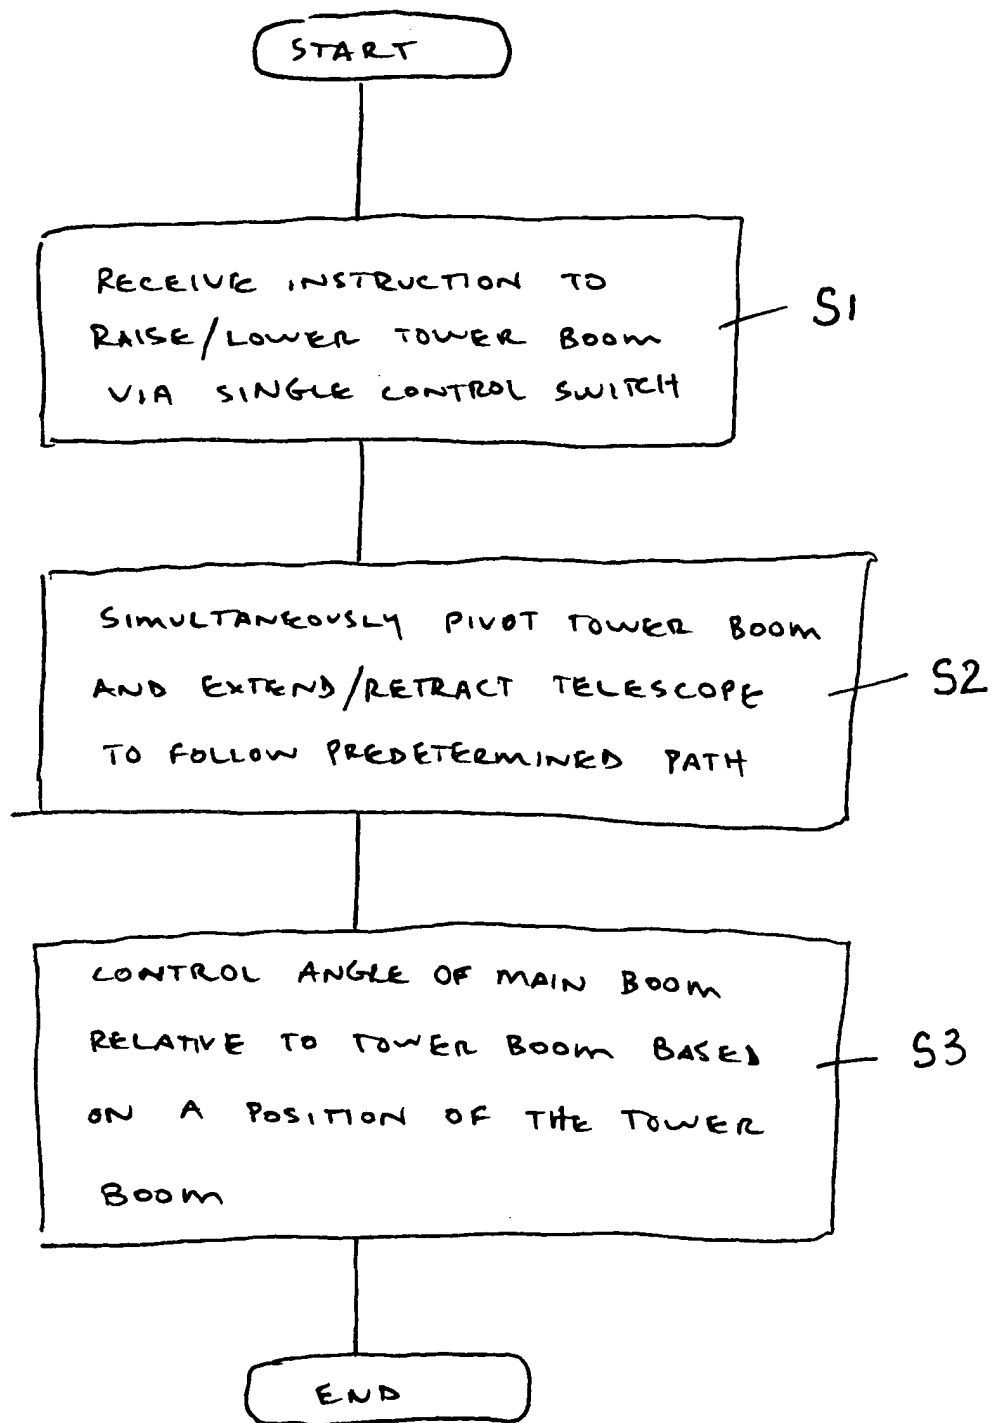 START
RECEIVE INSTRUCTION TO
RAISE/LOWER TOWER BOOM
VIA SINGLE CONTROL SWITCH
S1
SIMULTANEOUSLY PIVOT TOWER BOOM
AND EXTEND/RETRACT TELESCOPE
TO FOLLOW PREDETERMINED PATH
S2
CONTROL ANGLE OF MAIN BOOM
RELATIVE TO TOWER BOOM BASED
ON A POSITION OF THE TOWER
BOOM
S3
END